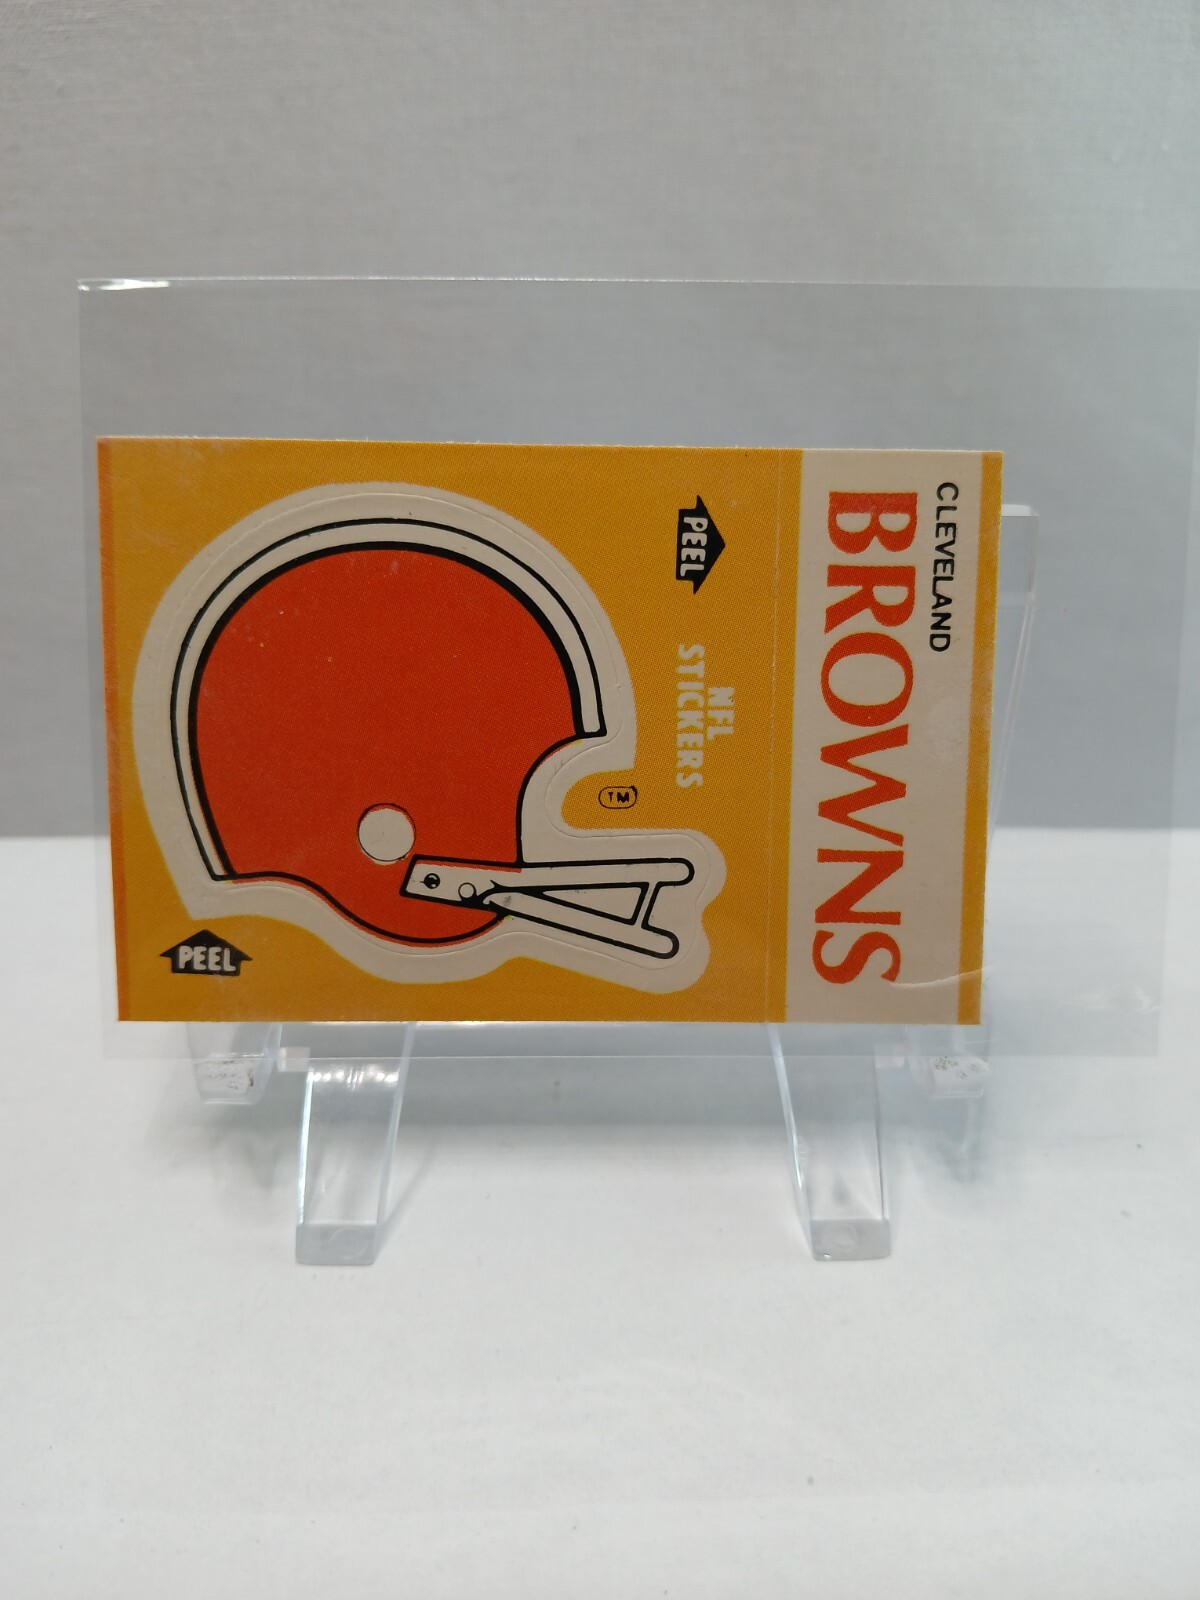 CLEVELAND
BROWNS
PEEL
NFL
STICKERS
TM
PEEL